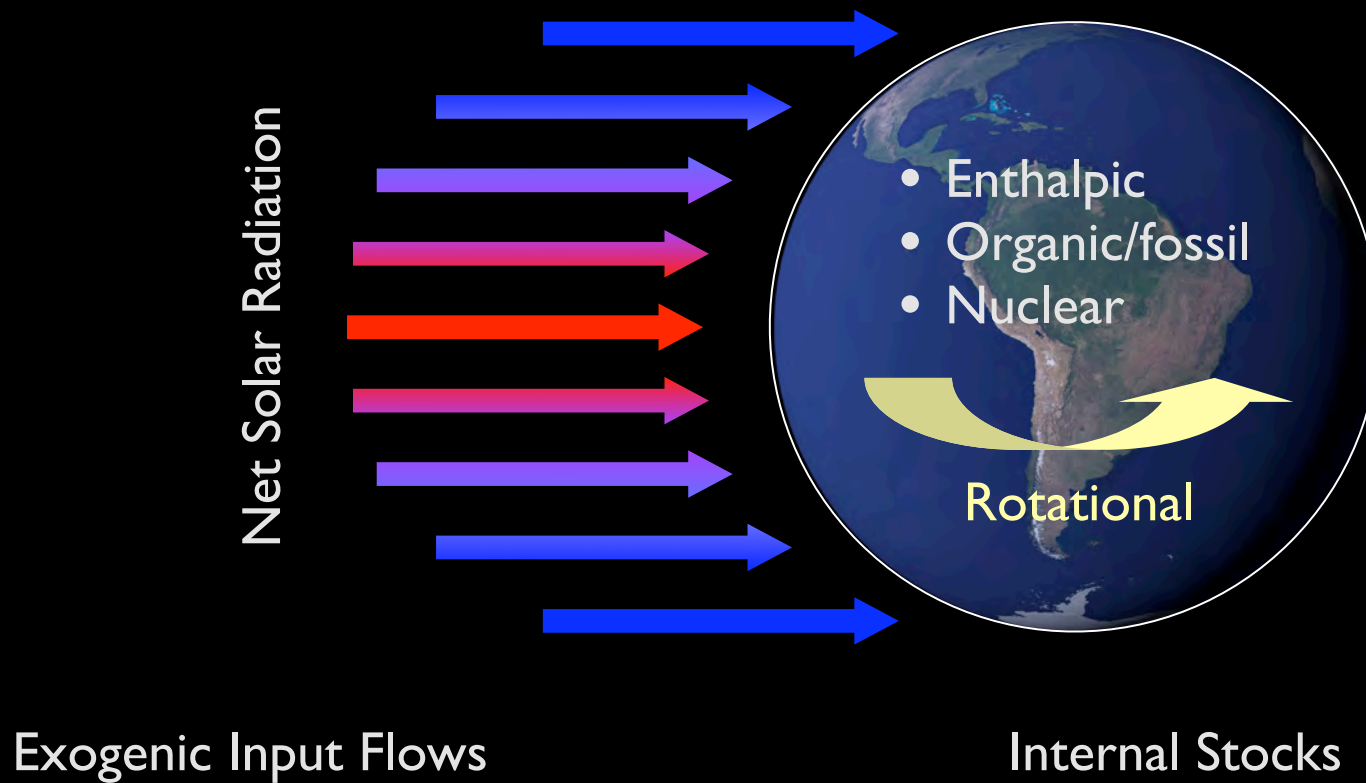 Net Solar Radiation
• Enthalpic
• Organic/fossil
• Nuclear
Rotational
Exogenic Input Flows
Internal Stocks